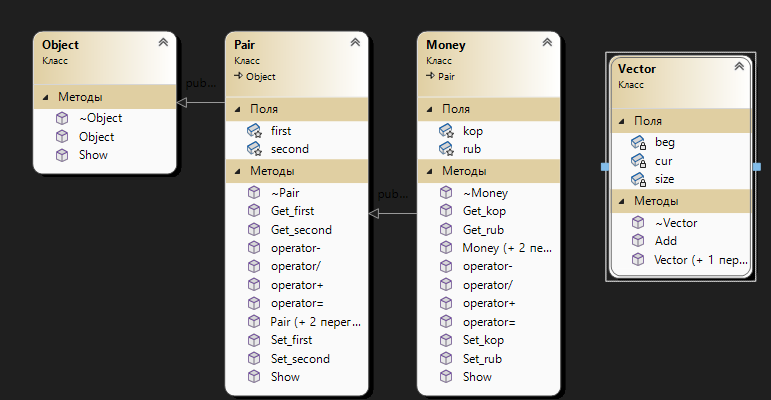 Object
Класс
Методы
~Object
Object
Show
pub...
Pair
Класс
Object
Поля
first
second
Методы
~Pair
Get_first
Get_second
operator-
operator/
operator+
operator=
Pair (+ 2 перег...
Set_first
Set_second
Show
pub...
Money
Класс
Pair
Поля
kop
rub
Методы
~Money
Get_kop
Get_rub
Money (+ 2 пе...
operator-
operator/
operator+
operator=
Set_kop
Set_rub
Show
Vector
Класс
Поля
beg
cur
size
Методы
~Vector
Add
Vector (+ 1 пер...